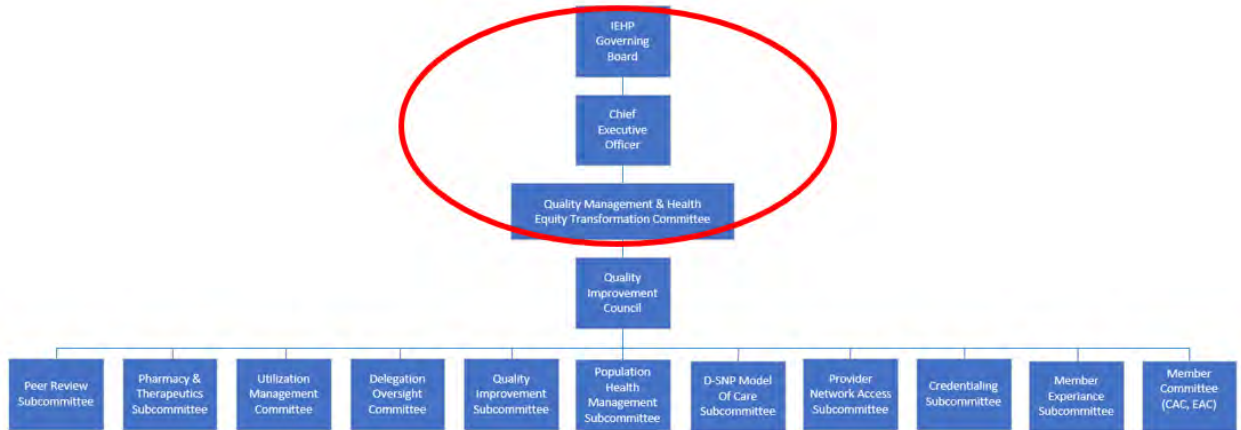 IEHP
Governing
Board
Chief
Executive
Officer
Quality Management & Health
Equity Transformation Committee
Quality
Improvement
Council
Peer Review
Subcommittee
Pharmacy &
Therapeutics
Subcommittee
Utilization
Management
Committee
Delegation
Oversight
Committee
Quality
Improvement
Subcommittee
Population
Health
Management
Subcommittee
D-SNP Model
Of Care
Subcommittee
Provider
Network Access
Subcommittee
Credentialing
Subcommittee
Member
Experiance
Subcommittee
Member
Committee
(CAC, EAC)